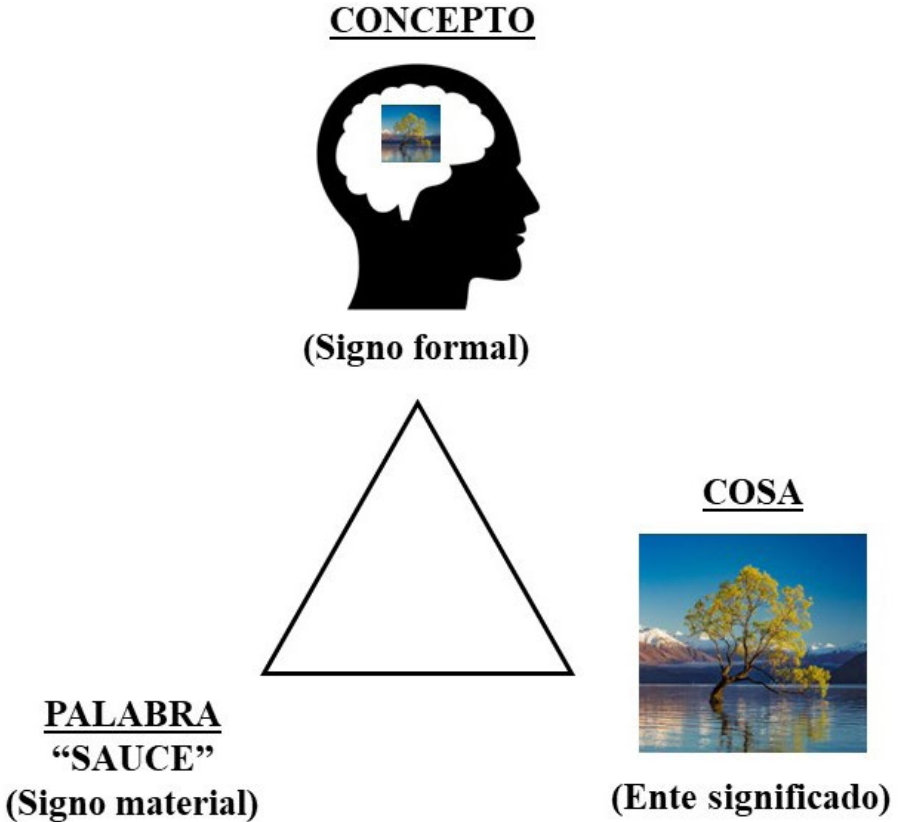 CONCEPTO
(Signo formal)
COSA
PALABRA
“SAUCE”
(Signo material)
(Ente significado)